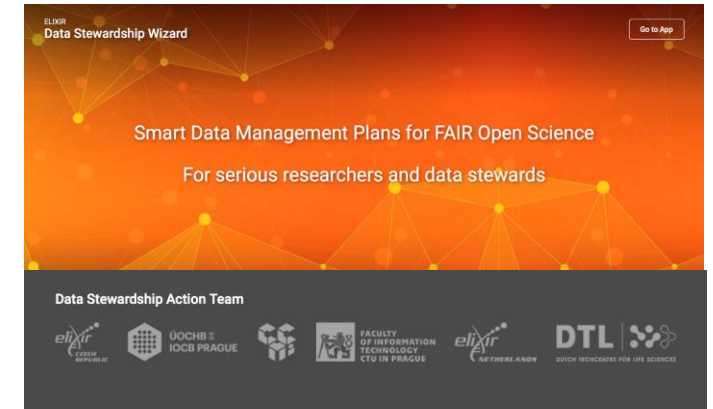 ELIXIR
Data Stewardship Wizard
Go to App
Smart Data Management Plans for FAIR Open Science
For serious researchers and data stewards
Data Stewardship Action Team
elixir
CZECH
REPUBLIC
ÚOCHB
IOCB PRAGUE
FACULTY
OF INFORMATION
TECHNOLOGY
CTU IN PRAGUE
elixir
NETHERLANDS
DTL
DUTCH TECHCENTRE FOR LIFE SCIENCES